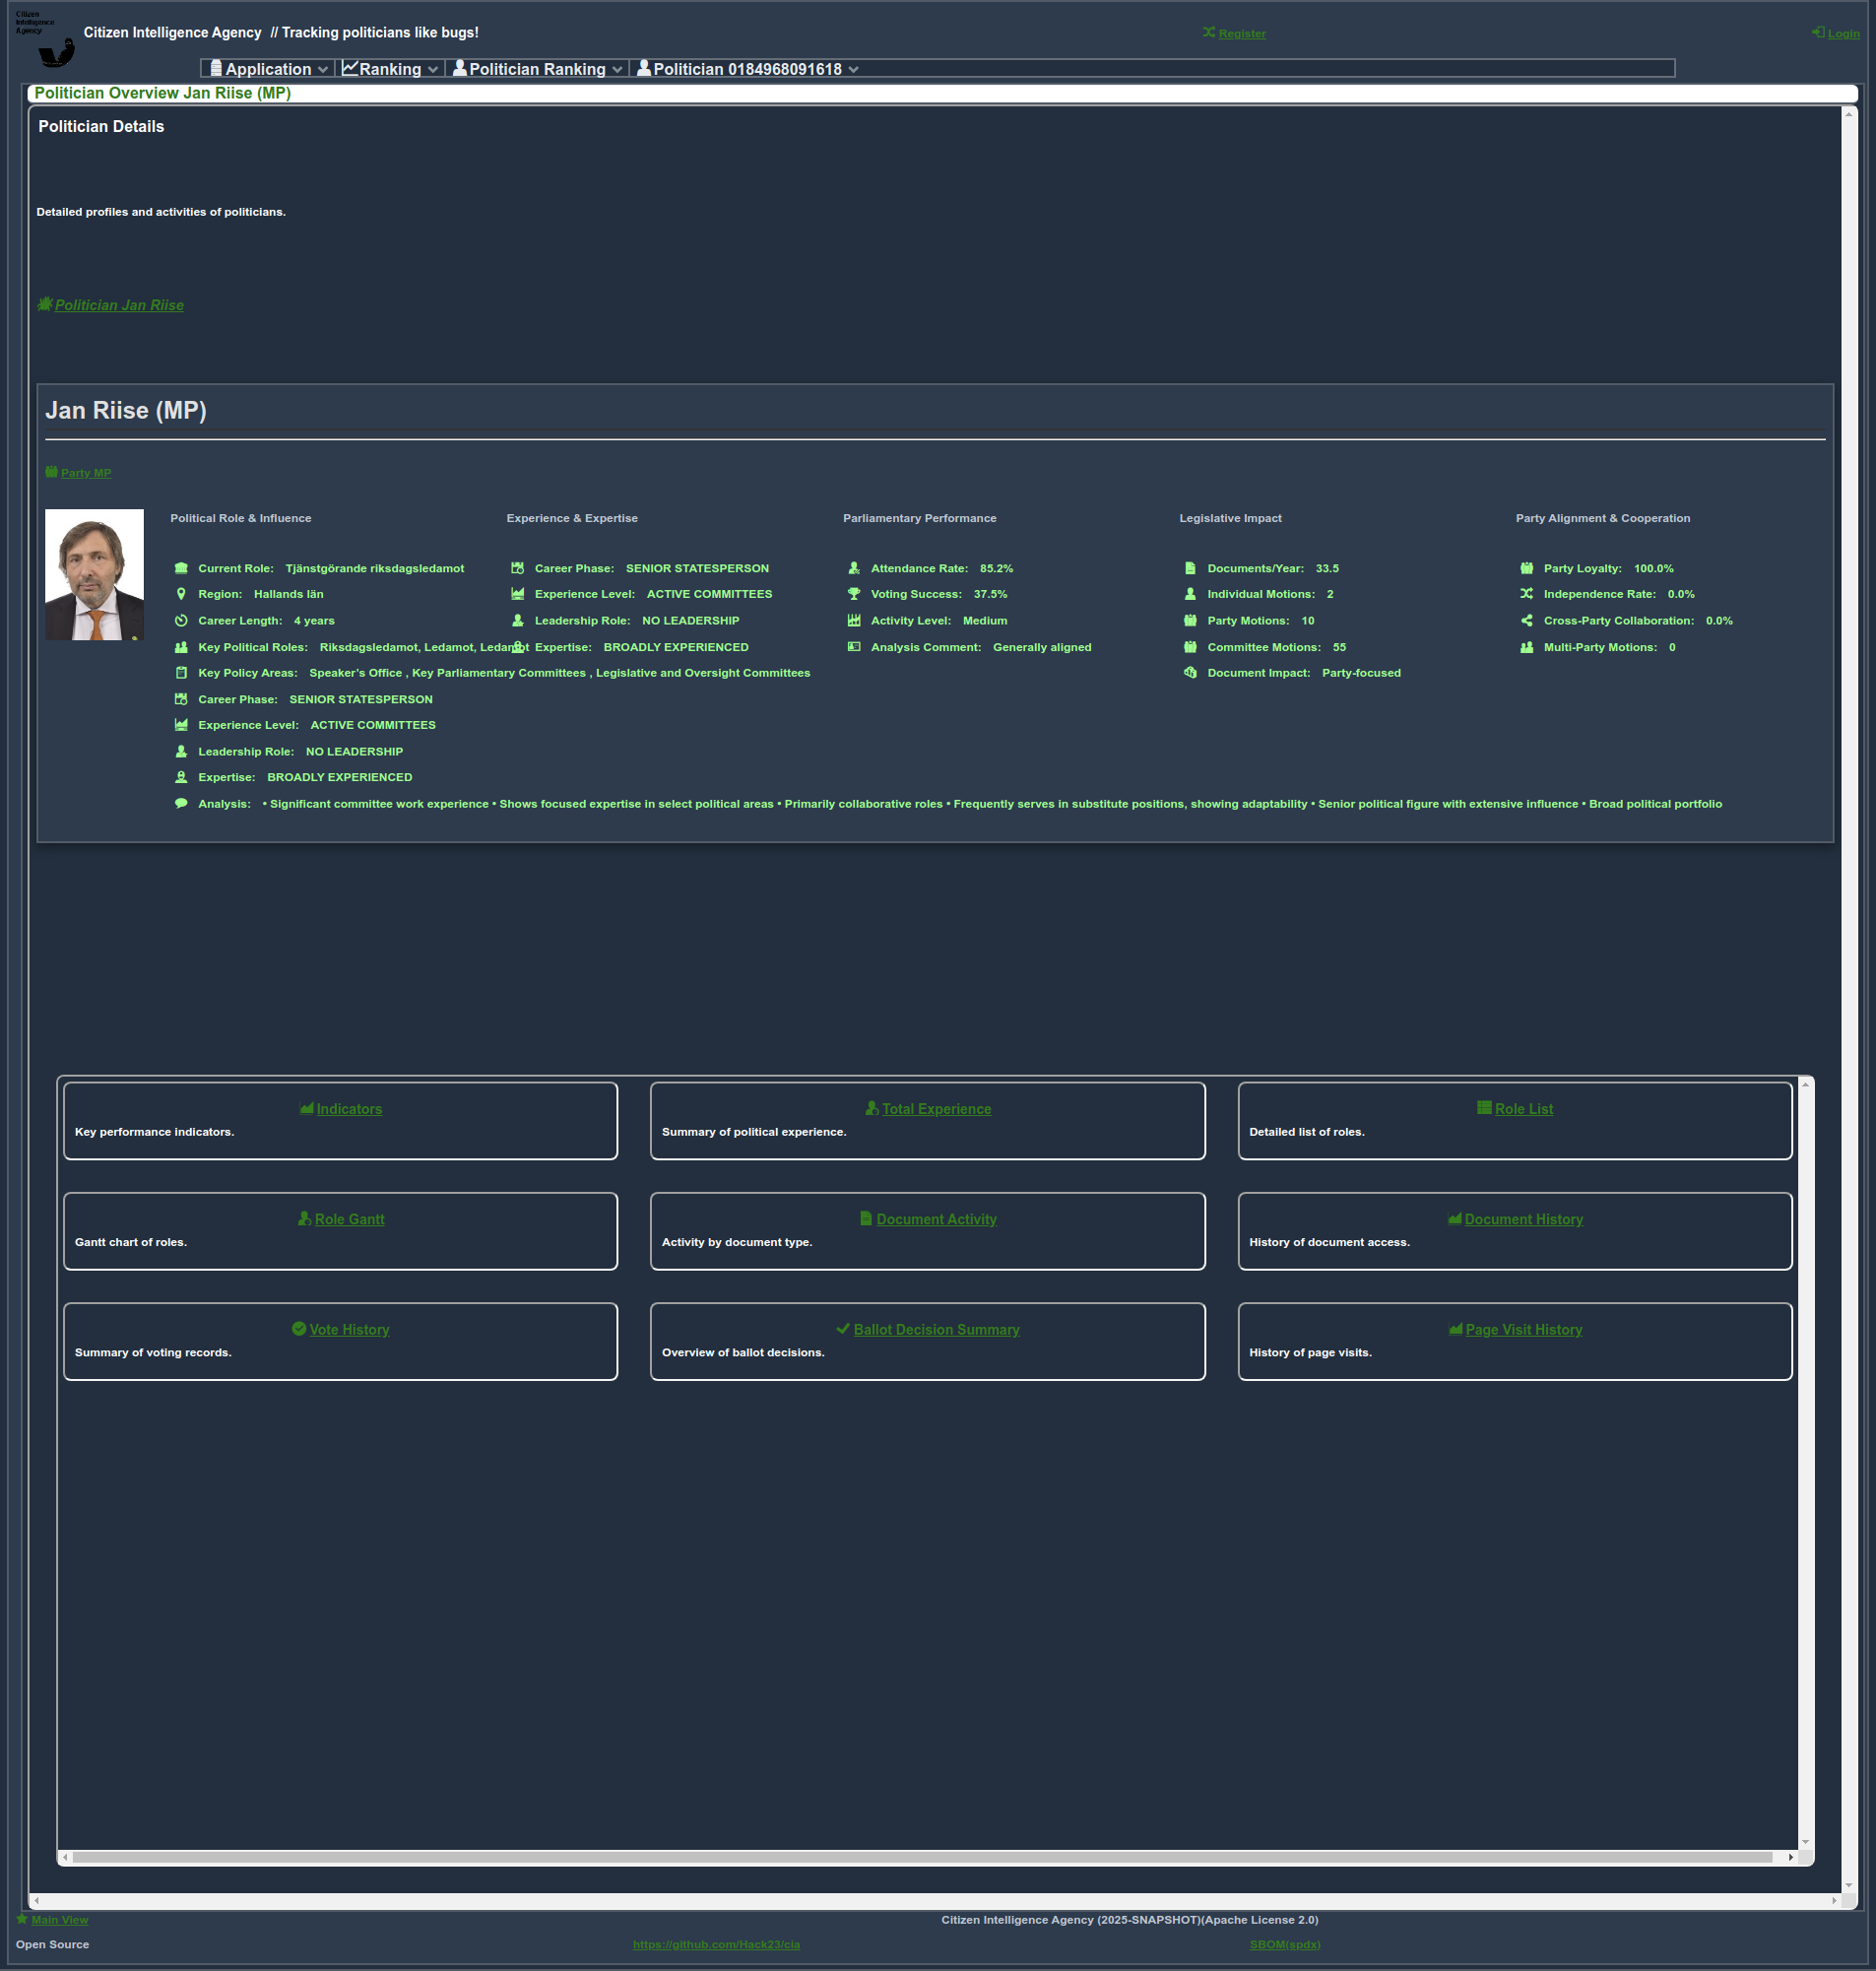 Citizen
Intelligence
Agency
Citizen Intelligence Agency // Tracking politicians like bugs!
Register
Login
Application
Ranking
Politician Ranking
Politician 0184968091618
Politician Overview Jan Riise (MP)
Politician Details
Detailed profiles and activities of politicians.
Politician Jan Riise
Jan Riise (MP)
Party MP
Political Role & Influence
Current Role: Tjänstgörande riksdagsledamot
Region: Hallands län
Career Length: 4 years
Key Political Roles: Riksdagsledamot, Ledamot, Ledamot
Key Policy Areas: Speaker's Office , Key Parliamentary Committees , Legislative and Oversight Committees
Career Phase: SENIOR STATESPERSON
Experience Level: ACTIVE COMMITTEES
Leadership Role: NO LEADERSHIP
Expertise: BROADLY EXPERIENCED
Analysis: • Significant committee work experience • Shows focused expertise in select political areas • Primarily collaborative roles • Frequently serves in substitute positions, showing adaptability • Senior political figure with extensive influence • Broad political portfolio
Experience & Expertise
Career Phase: SENIOR STATESPERSON
Experience Level: ACTIVE COMMITTEES
Leadership Role: NO LEADERSHIP
Expertise: BROADLY EXPERIENCED
Parliamentary Performance
Attendance Rate: 85.2%
Voting Success: 37.5%
Activity Level: Medium
Analysis Comment: Generally aligned
Legislative Impact
Documents/Year: 33.5
Individual Motions: 2
Party Motions: 10
Committee Motions: 55
Document Impact: Party-focused
Party Alignment & Cooperation
Party Loyalty: 100.0%
Independence Rate: 0.0%
Cross-Party Collaboration: 0.0%
Multi-Party Motions: 0
Indicators
Key performance indicators.
Total Experience
Summary of political experience.
Role List
Detailed list of roles.
Role Gantt
Gantt chart of roles.
Document Activity
Activity by document type.
Document History
History of document access.
Vote History
Summary of voting records.
Ballot Decision Summary
Overview of ballot decisions.
Page Visit History
History of page visits.
Main View
Citizen Intelligence Agency (2025-SNAPSHOT)(Apache License 2.0)
Open Source
https://github.com/Hack23/cia
SBOM(spdx)